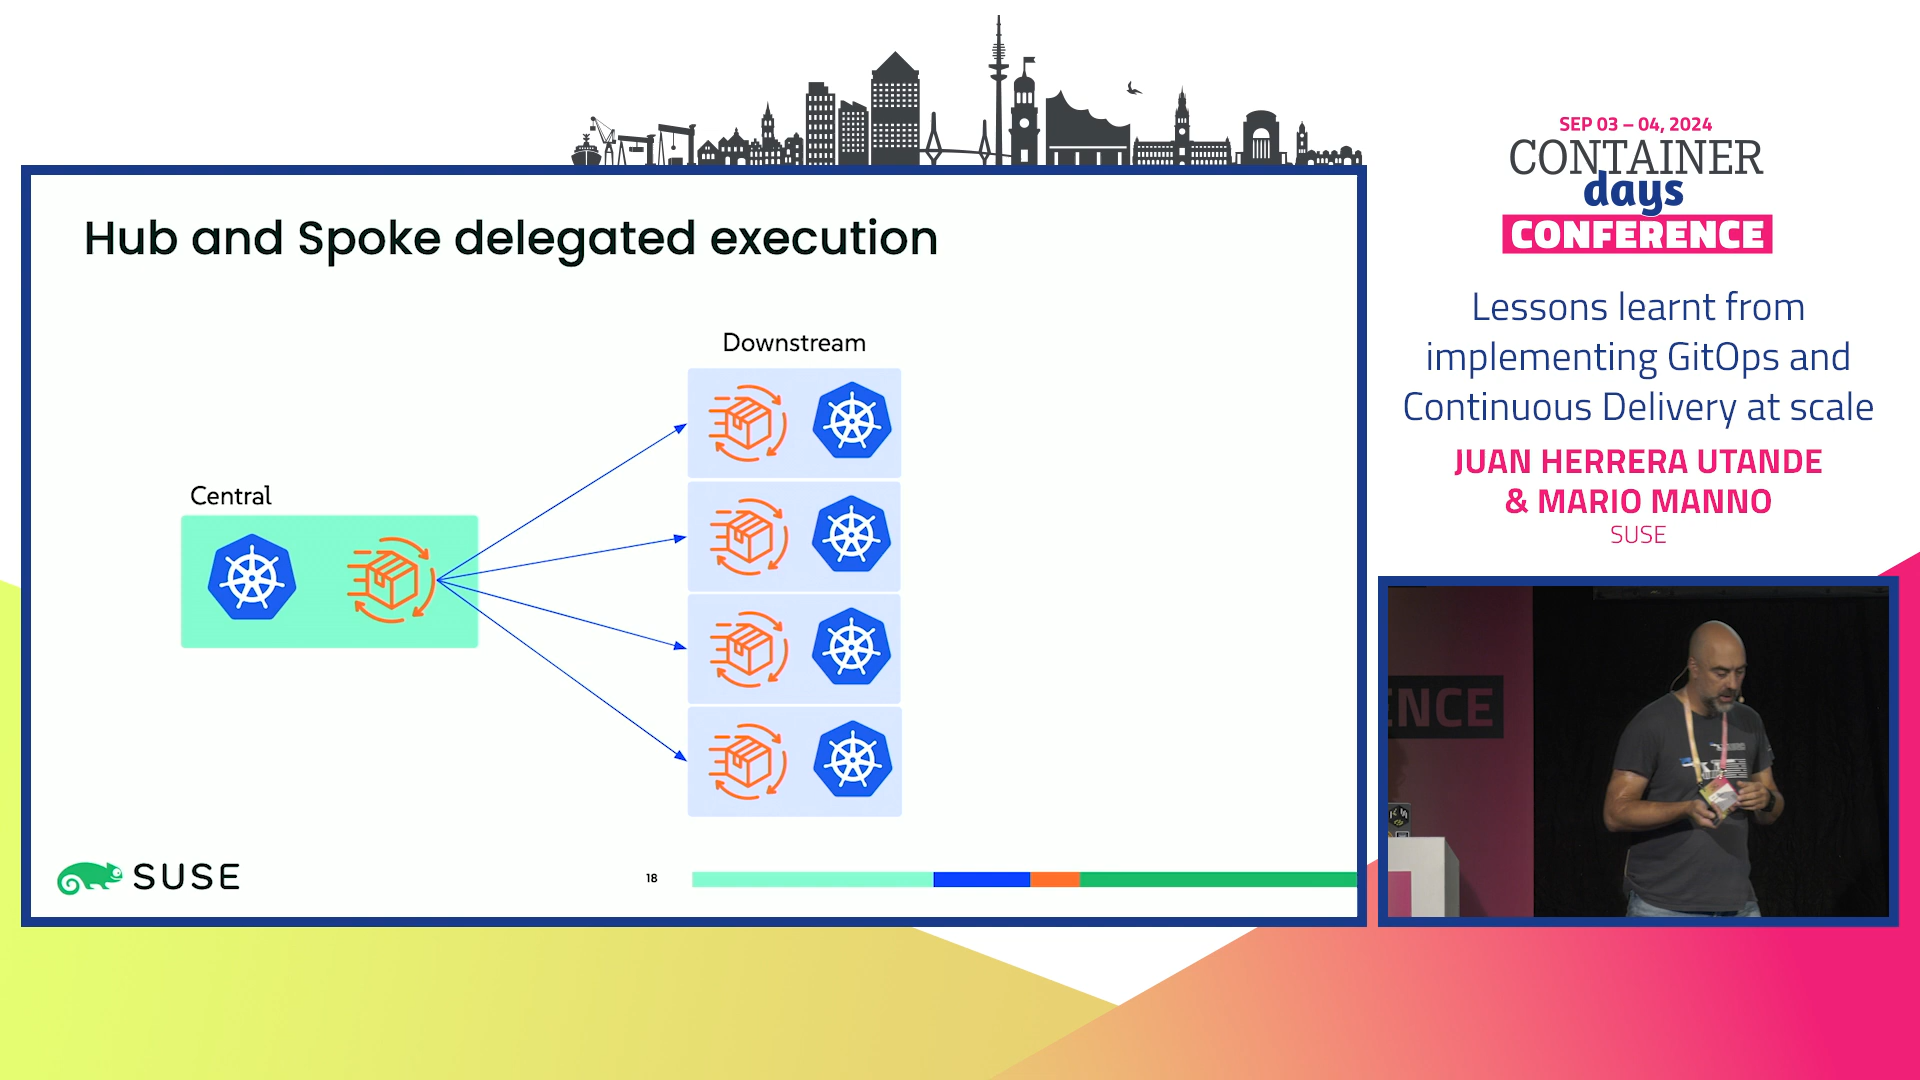 Hub and Spoke delegated execution
Downstream
Central
SUSE
18
SEP 03 – 04, 2024
CONTAINER
days
CONFERENCE
Lessons learnt from
implementing GitOps and
Continuous Delivery at scale
JUAN HERRERA UTANDE
& MARIO MANNO
SUSE
ENCE